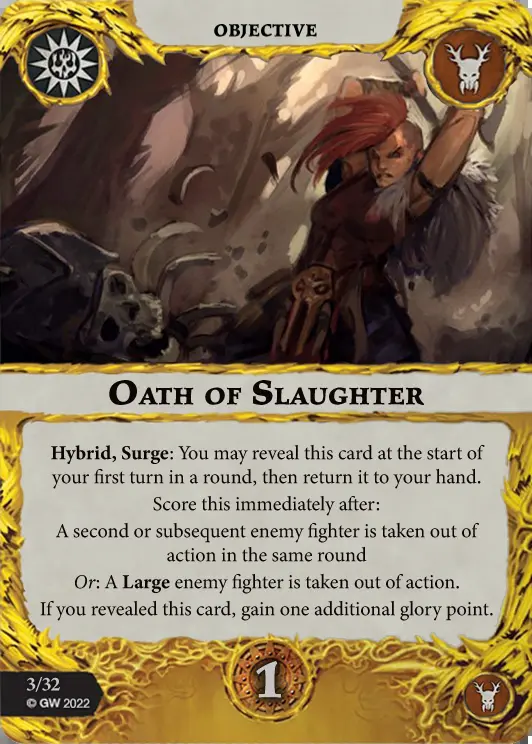 OBJECTIVE
OATH OF SLAUGHTER
Hybrid, Surge: You may reveal this card at the start of
your first turn in a round, then return it to your hand.
Score this immediately after:
A second or subsequent enemy fighter is taken out of
action in the same round
Or: A Large enemy fighter is taken out of action.
If you revealed this card, gain one additional glory point.
1
3/32
© GW 2022